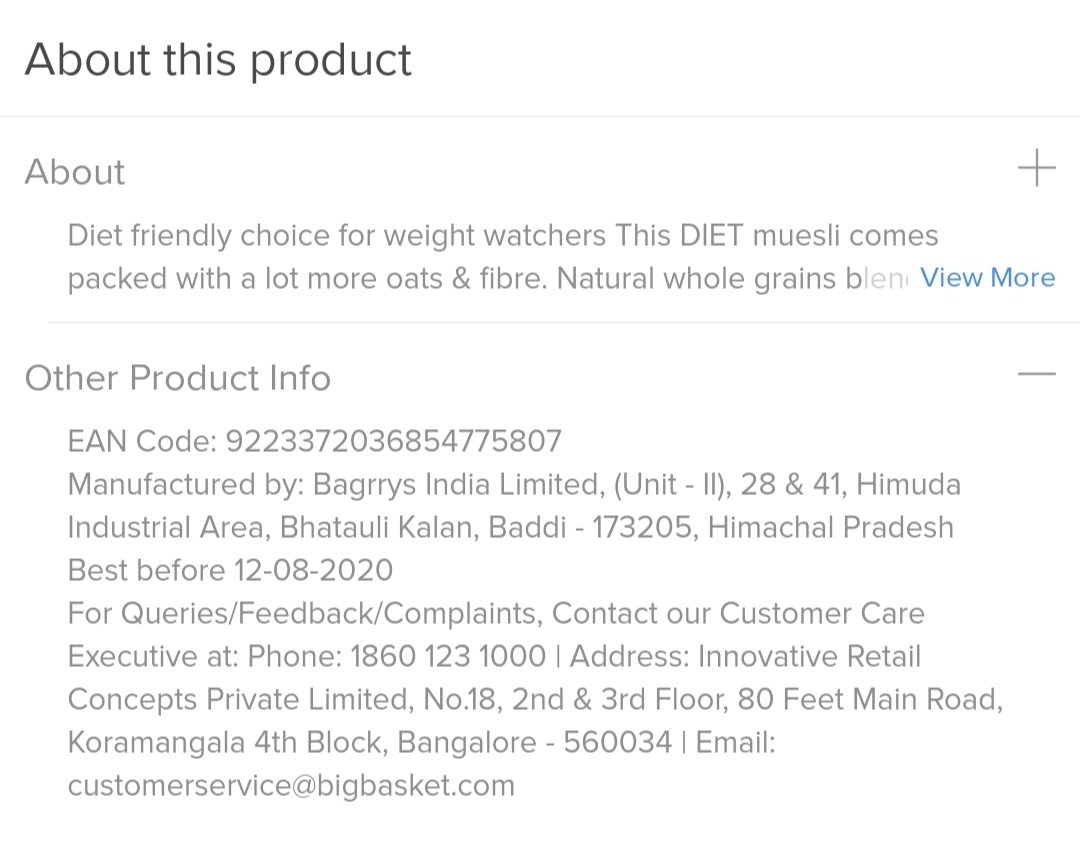 About this product
About
Diet friendly choice for weight watchers This DIET muesli comes
packed with a lot more oats & fibre. Natural whole grains View More
Other Product Info
EAN Code: 9223372036854775807
Manufactured by: Bagrrys India Limited, (Unit - II), 28 & 41, Himuda
Industrial Area, Bhatauli Kalan, Baddi - 173205, Himachal Pradesh
Best before 12-08-2020
For Queries/Feedback/Complaints, Contact our Customer Care
Executive at: Phone: 1860 123 1000 | Address: Innovative Retail
Concepts Private Limited, No.18, 2nd & 3rd Floor, 80 Feet Main Road,
Koramangala 4th Block, Bangalore - 560034 | Email:
customerservice@bigbasket.com